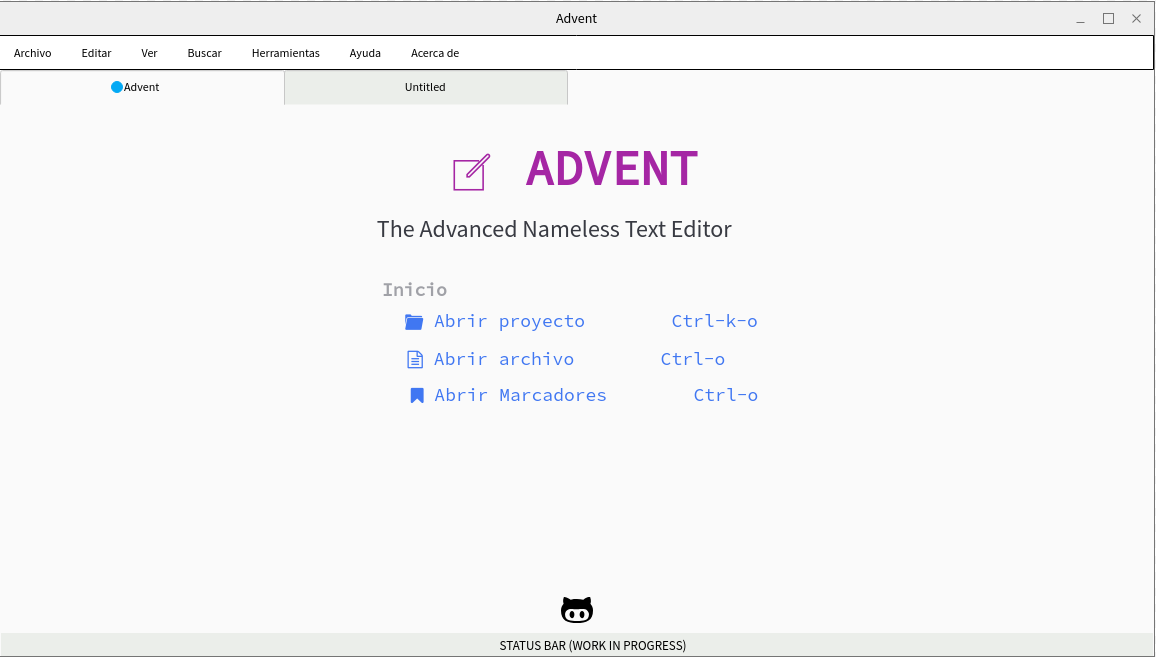 Advent
Archivo Editar Ver Buscar Herramientas Ayuda Acerca de
Advent Untitled
ADVENT
The Advanced Nameless Text Editor
Inicio
Abrir proyecto Ctrl-k-o
Abrir archivo Ctrl-o
Abrir Marcadores Ctrl-o
STATUS BAR (WORK IN PROGRESS)